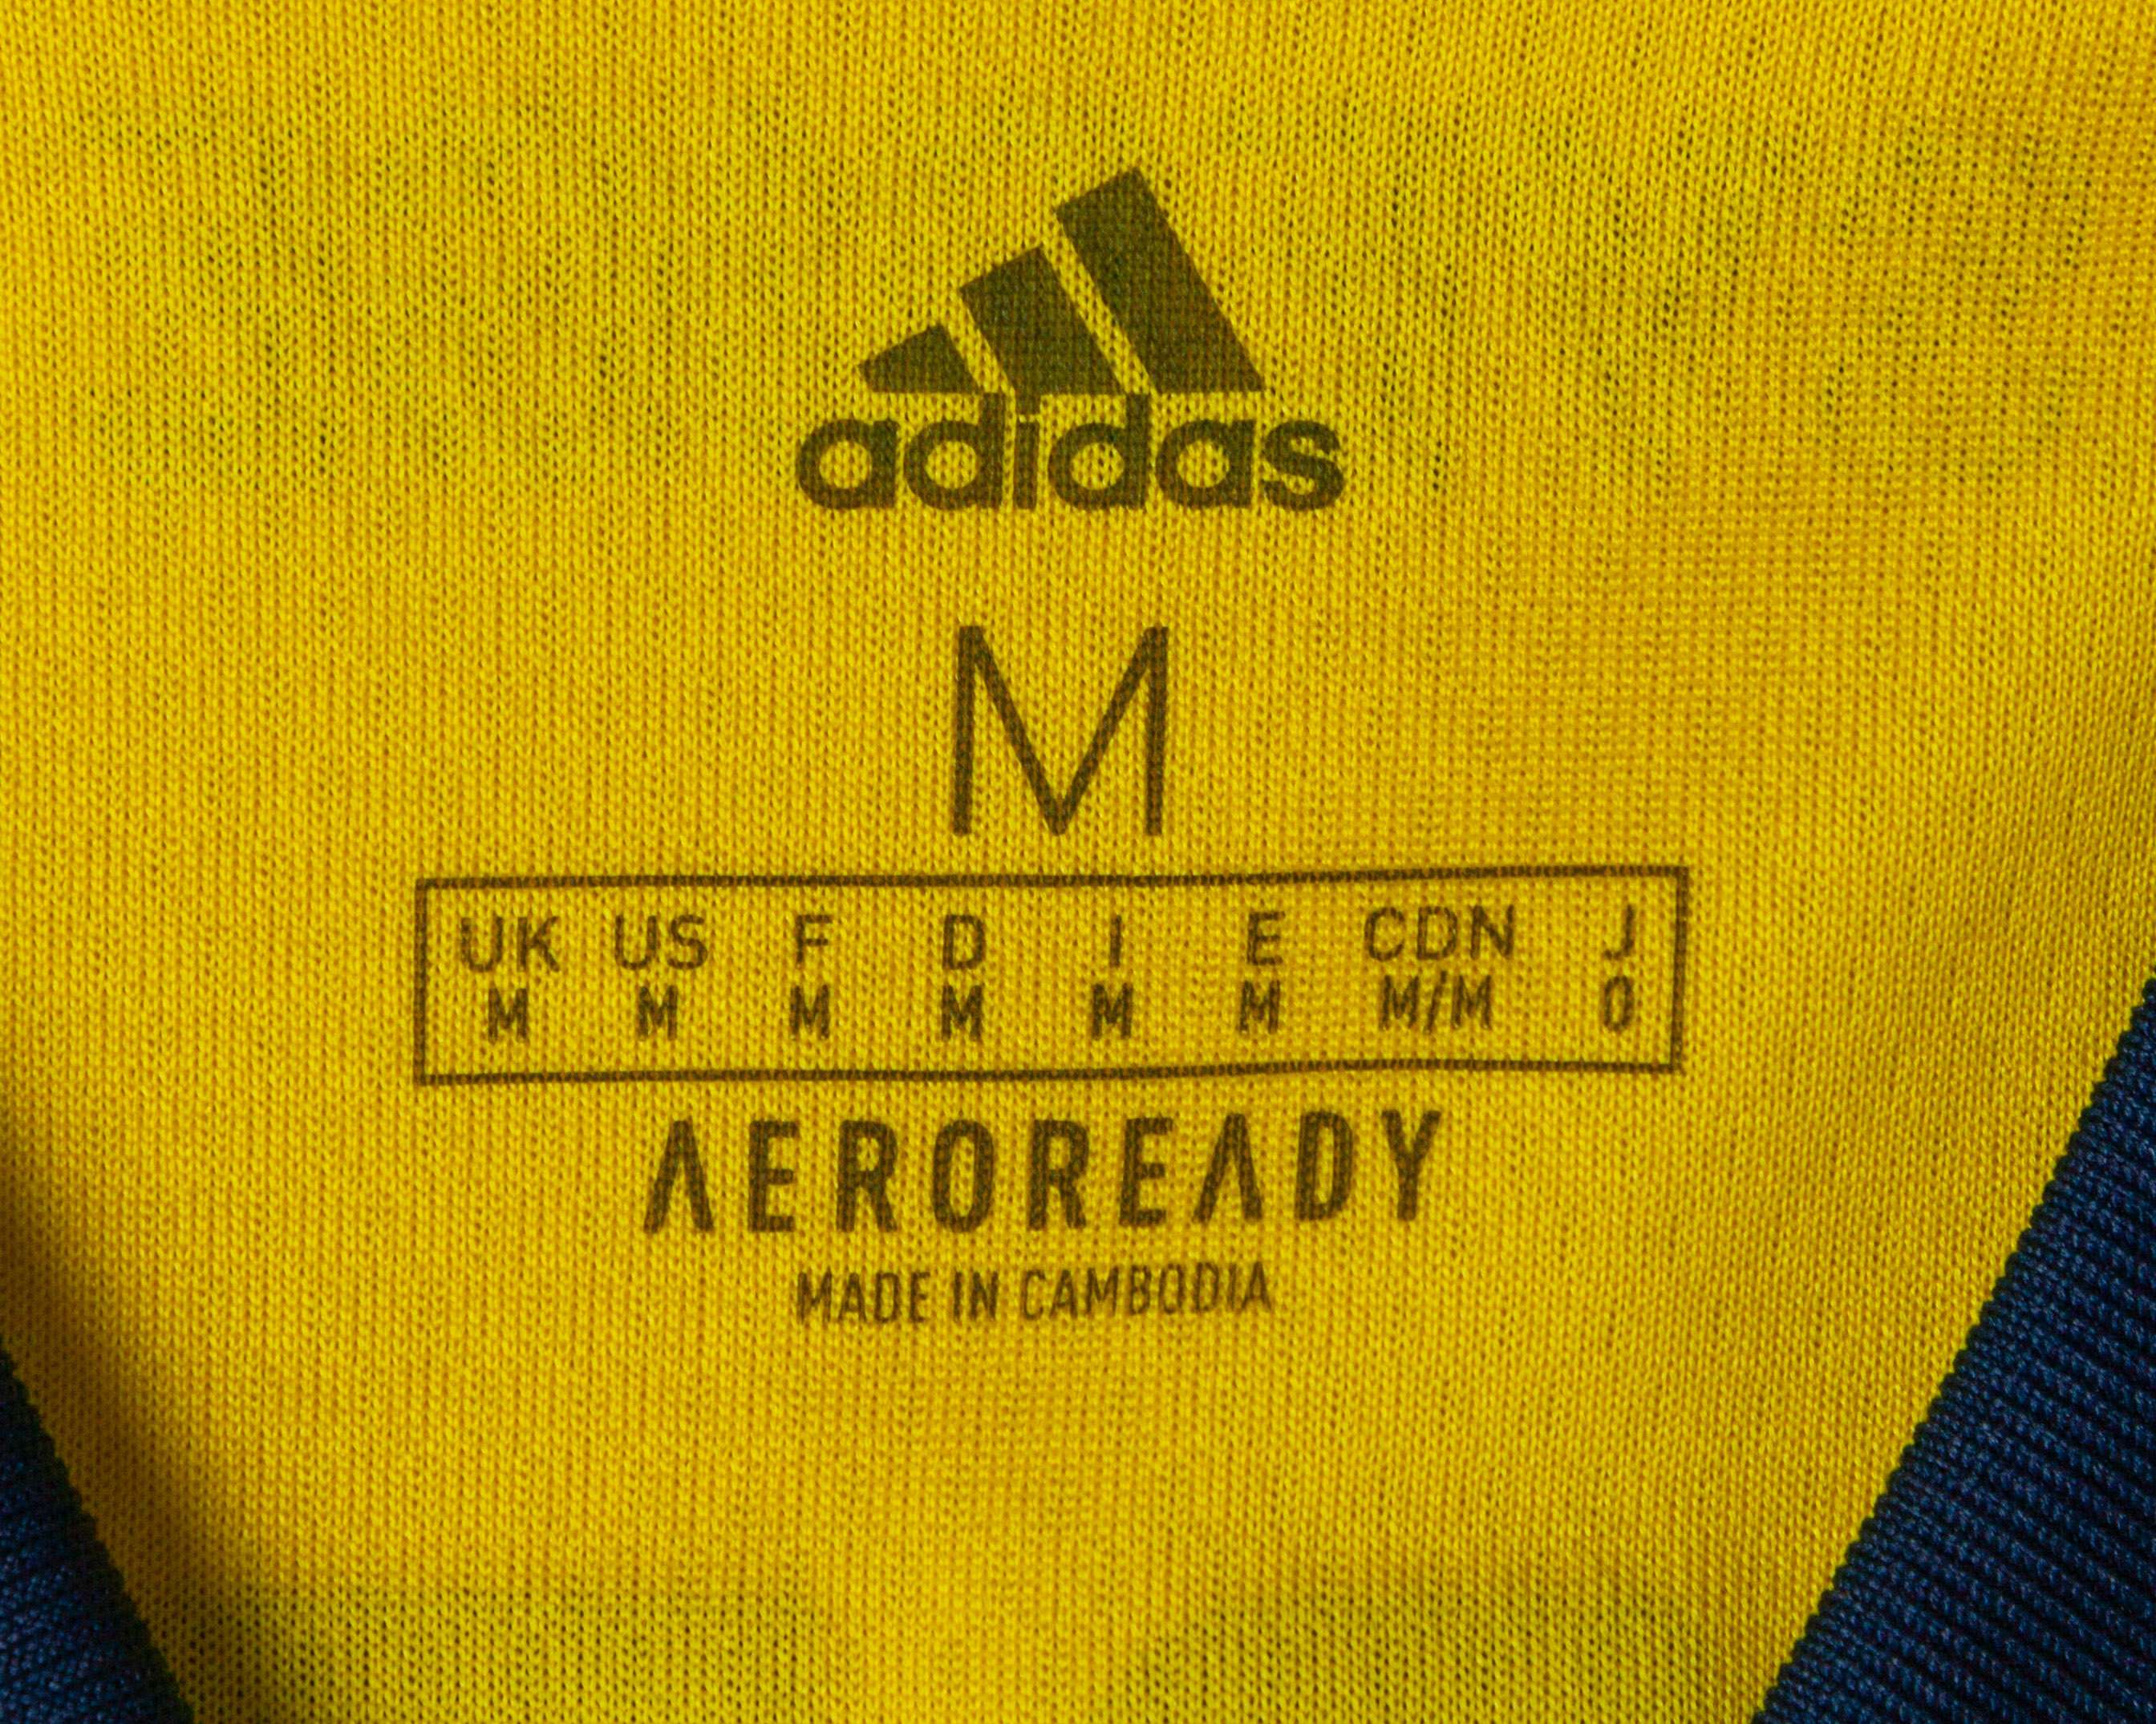 adidas
M
UK US F D I E CDN J
M M M M M M M/M O
AEROREADY
MADE IN CAMBODIA